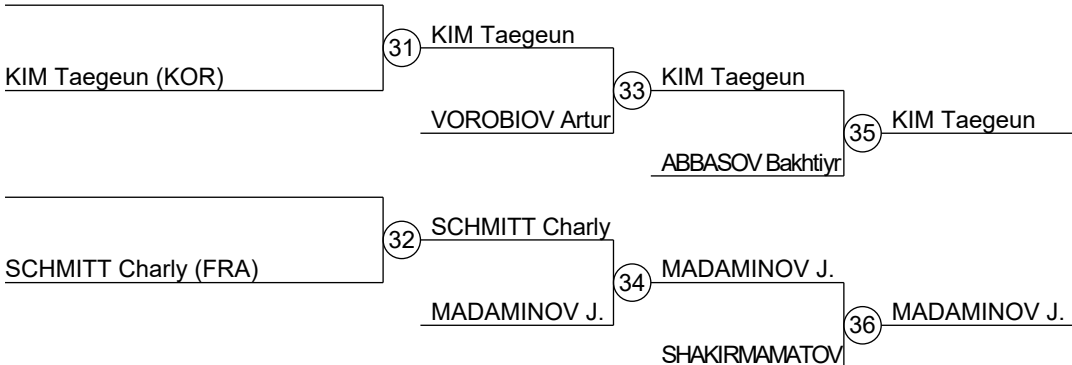 31 KIM Taegeun
KIM Taegeun (KOR)
33 KIM Taegeun
VOROBIOV Artur
35 KIM Taegeun
ABBASOV Bakhtiyr
32 SCHMITT Charly
SCHMITT Charly (FRA)
34 MADAMINOV J.
MADAMINOV J.
36 MADAMINOV J.
SHAKIRMAMATOV